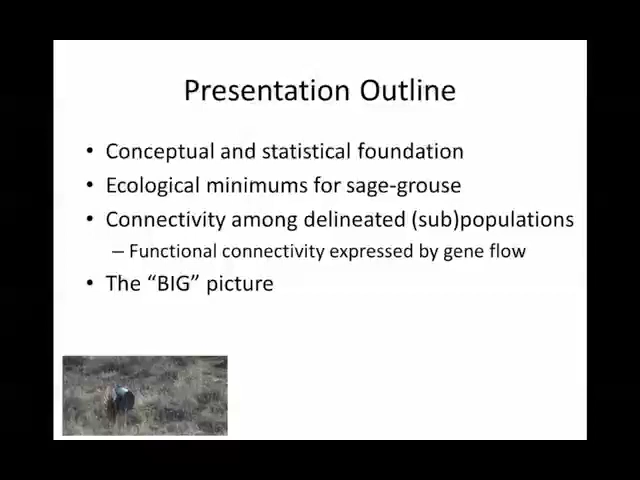 Presentation Outline
• Conceptual and statistical foundation
• Ecological minimums for sage-grouse
• Connectivity among delineated (sub)populations
– Functional connectivity expressed by gene flow
• The “BIG” picture